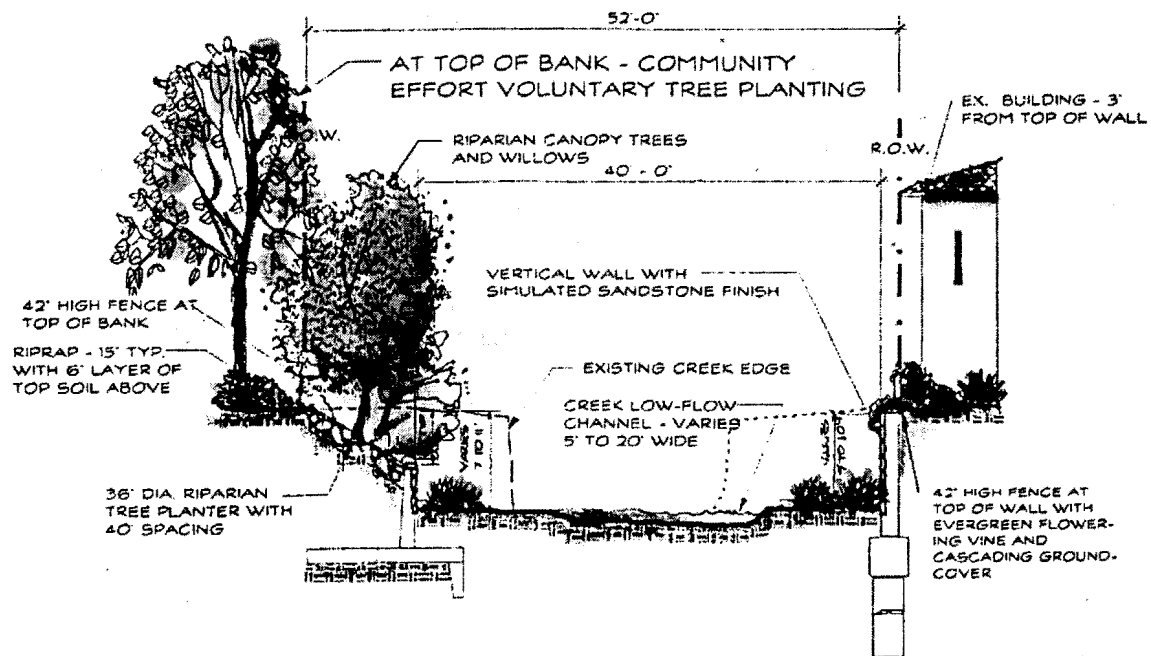 52'-0"
AT TOP OF BANK - COMMUNITY
EFFORT VOLUNTARY TREE PLANTING
EX. BUILDING - 3'
FROM TOP OF WALL
O.W.
R.O.W.
RIPARIAN CANOPY TREES
AND WILLOWS
40'-0"
VERTICAL WALL WITH
SIMULATED SANDSTONE FINISH
42" HIGH FENCE AT
TOP OF BANK
RIPRAP - 15" TYP.
WITH 6" LAYER OF
TOP SOIL ABOVE
EXISTING CREEK EDGE
CREEK LOW-FLOW
CHANNEL - VARIES
5' TO 20' WIDE
VARIES
36" DIA. RIPARIAN
TREE PLANTER WITH
40' SPACING
42" HIGH FENCE AT
TOP OF WALL WITH
EVERGREEN FLOWER-
ING VINE AND
CASCADING GROUND-
COVER